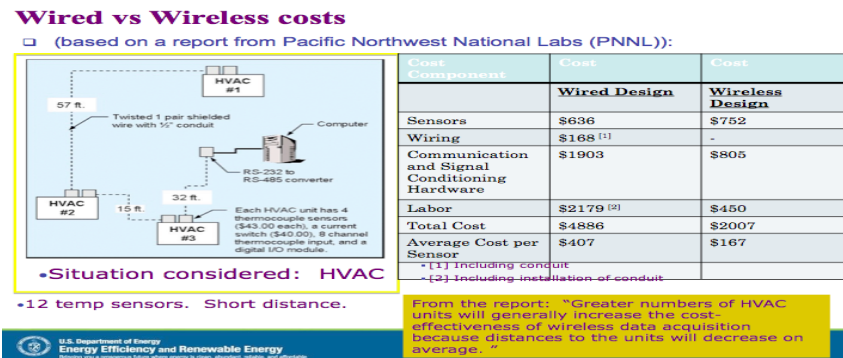 Wired vs Wireless costs
(based on a report from Pacific Northwest National Labs (PNNL)):
HVAC
#1
57 ft.
Twisted 1 pair shielded
wire with ½" conduit
Computer
RS-232 to
RS-485 converter
HVAC
#2
15 ft.
32 ft.
HVAC
#3
Each HVAC unit has 4
thermocouple sensors
($43.00 each), a current
switch ($40.00), 8 channel
thermocouple input, and a
digital I/O module.
•Situation considered: HVAC
•12 temp sensors. Short distance.
Cost Cost Cost
Component
Wired Design Wireless
Design
Sensors $636 $752
Wiring $168 [1] -
Communication $1903 $805
and Signal
Conditioning
Hardware
Labor $2179 [2] $450
Total Cost $4886 $2007
Average Cost per $407 $167
Sensor
•[1] Including conduit
•[2] Including installation of conduit
From the report: "Greater numbers of HVAC
units will generally increase the cost-
effectiveness of wireless data acquisition
because distances to the units will decrease on
average. "
U.S. Department of Energy
Energy Efficiency and Renewable Energy